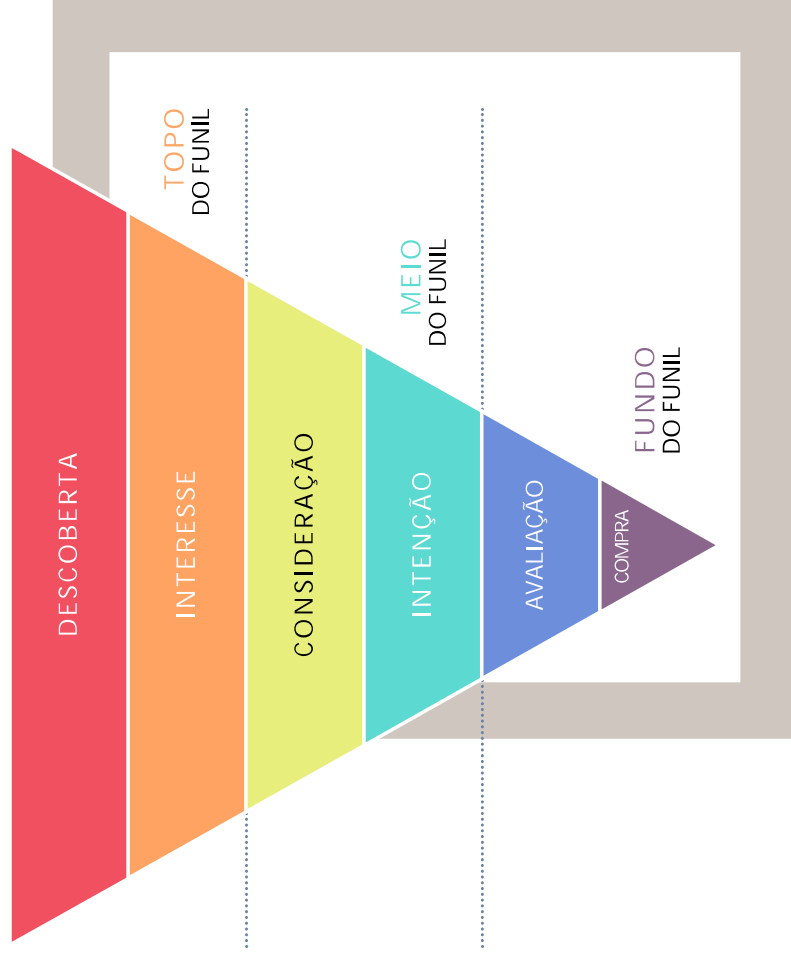 DESCOBERTA
INTERESSE
TOPO
DO FUNIL
CONSIDERAÇÃO
INTENÇÃO
MEIO
DO FUNIL
AVALIAÇÃO
COMPRA
FUNDO
DO FUNIL